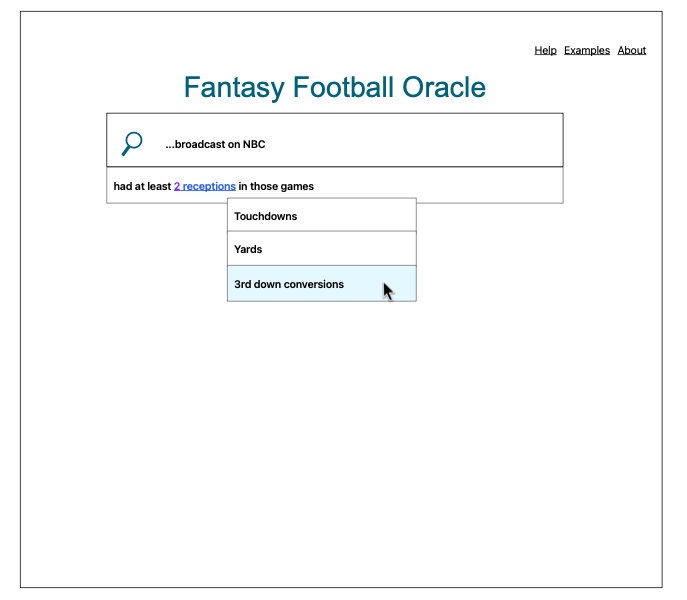 Help Examples About
Fantasy Football Oracle
...broadcast on NBC
had at least 2 receptions in those games
Touchdowns
Yards
3rd down conversions